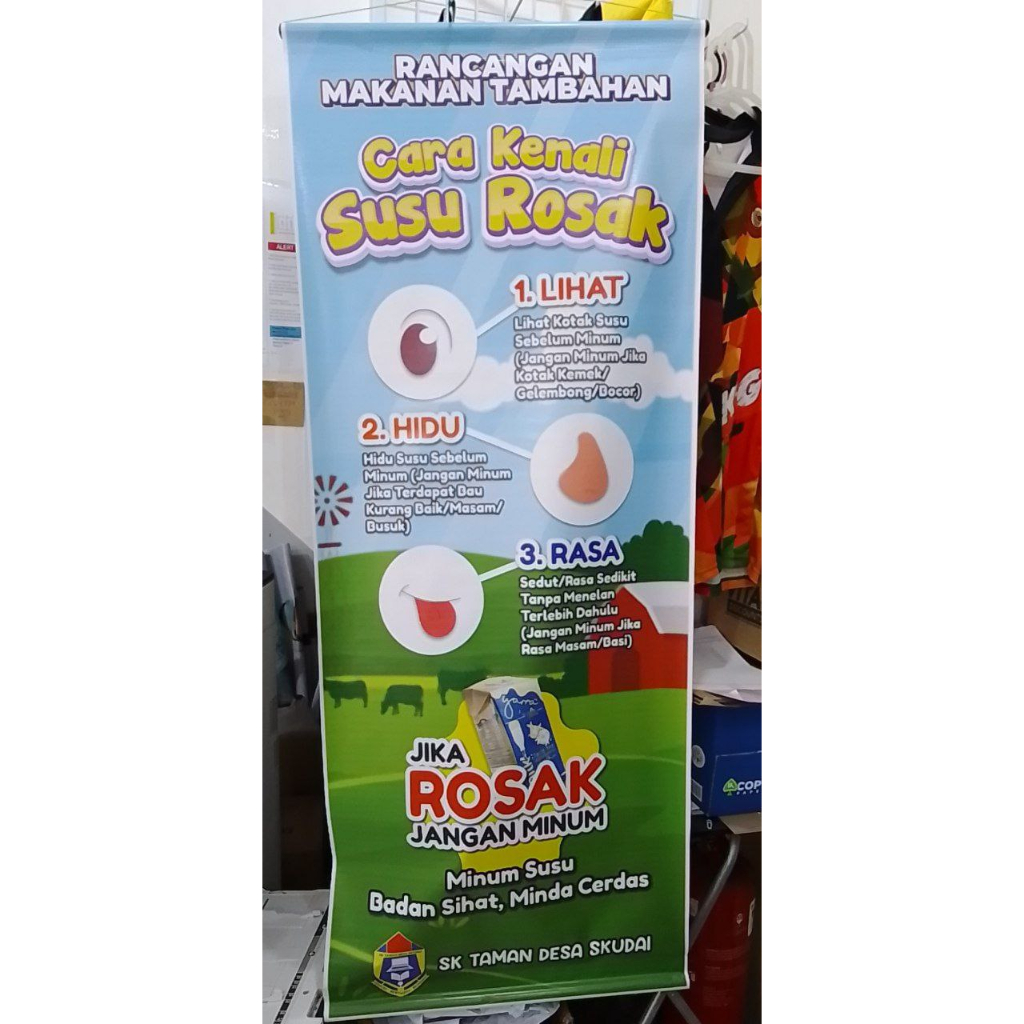 RANCANGAN
MAKANAN TAMBAHAN
Cara Kenali
Susu Rosak
1. LIHAT
Lihat Kotak Susu
Sebelum Minum
(Jangan Minum Jika
Kotak Kemek/
Gelembong/Bocor)
2. HIDU
Hidu Susu Sebelum
Minum (Jangan Minum
Jika Terdapat Bau
Kurang Baik/Masam/
Busuk)
3. RASA
Sedut/Rasa Sedikit
Tanpa Menelan
Terlebih Dahulu
(Jangan Minum Jika
Rasa Masam/Basi)
JIKA
ROSAK
JANGAN MINUM
Minum Susu
Badan Sihat, Minda Cerdas
SK TAMAN DESA SKUDAI
ALERT